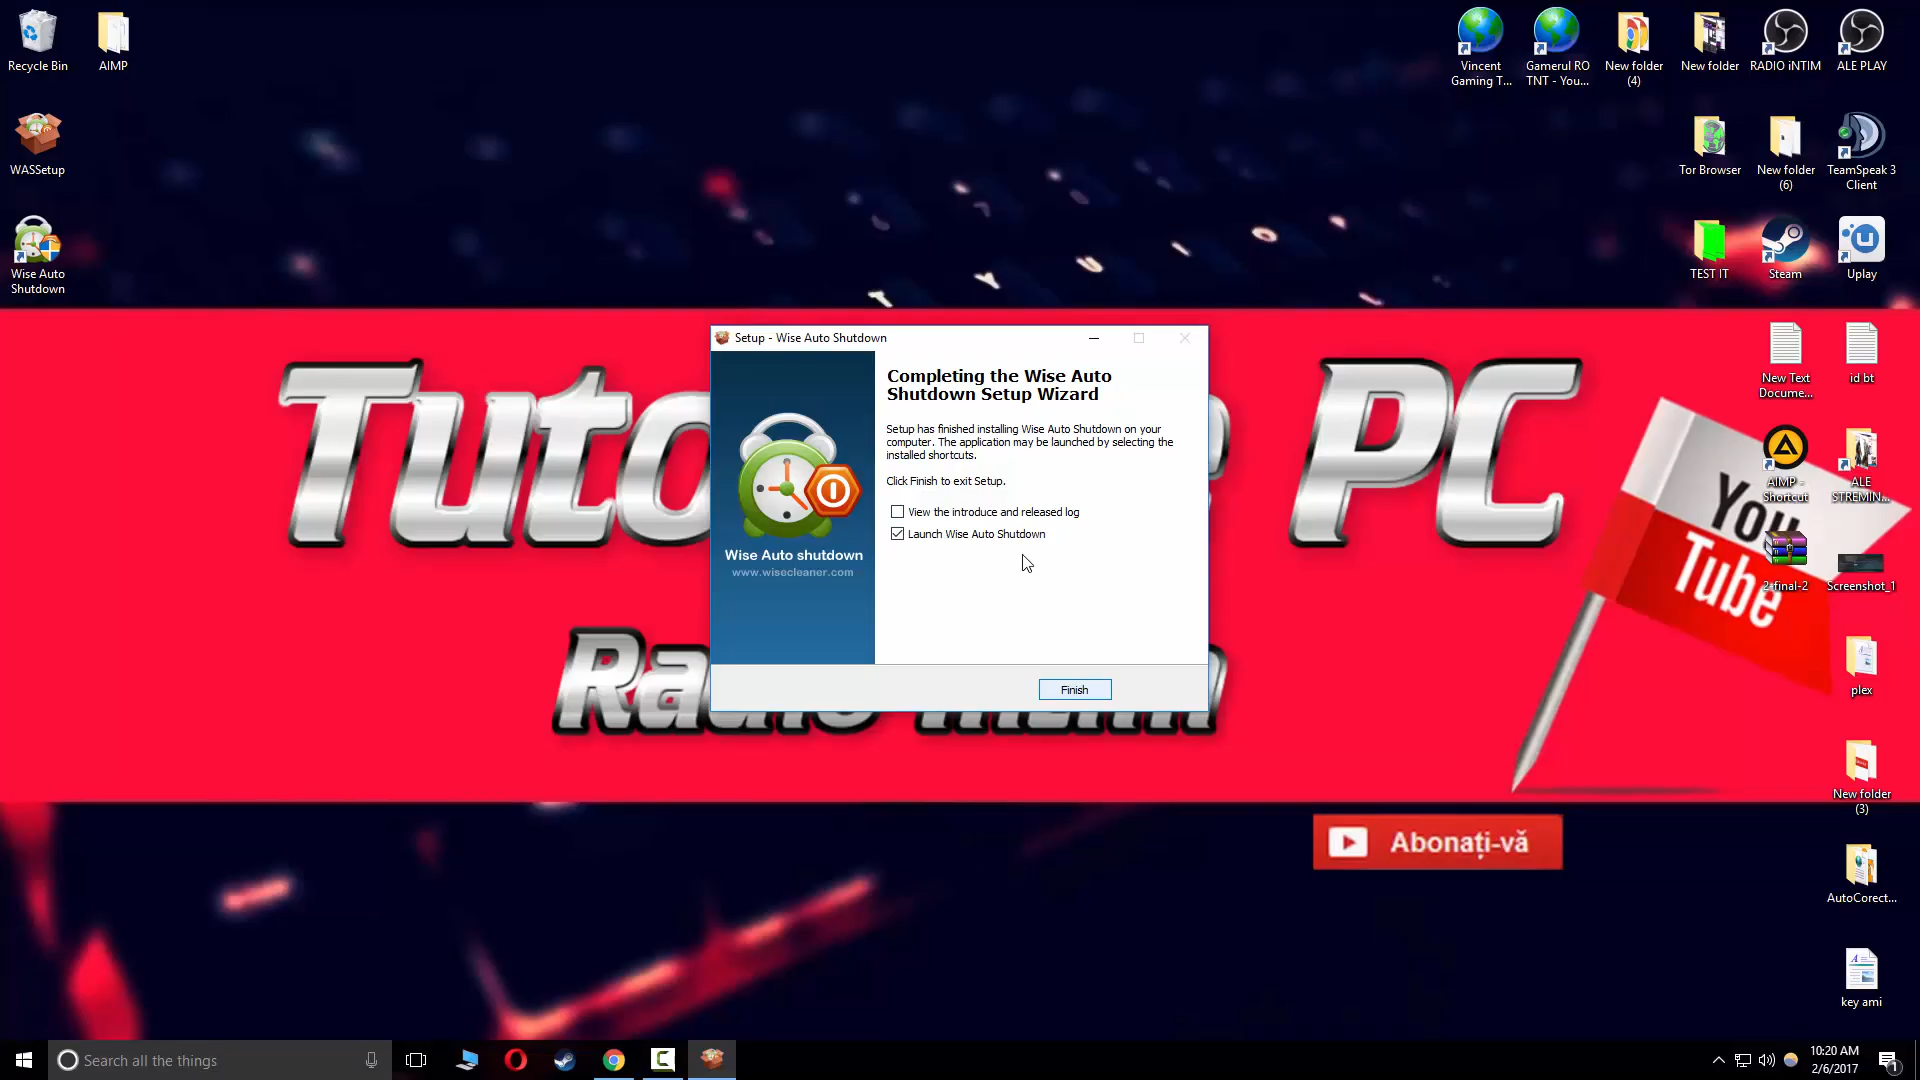 Recycle Bin
AIMP
WASSetup
Wise Auto
Shutdown
Vincent
Gaming T...
Gamerul RO
TNT - You...
New folder
(4)
New folder
RADIO iNTIM
ALE PLAY
Tor Browser
New folder
(6)
TeamSpeak 3
Client
TEST IT
Steam
Uplay
New Text
Docume...
id bt
AIMP -
Shortcut
ALE
STREMIN...
2-final-2
Screenshot_1
plex
New folder
(3)
AutoCorect...
key ami
PC
You
Tube
Abonați-vă
Setup - Wise Auto Shutdown
Completing the Wise Auto
Shutdown Setup Wizard
Setup has finished installing Wise Auto Shutdown on your
computer. The application may be launched by selecting the
installed shortcuts.
Click Finish to exit Setup.
View the introduce and released log
Launch Wise Auto Shutdown
Wise Auto shutdown
www.wisecleaner.com
Finish
Search all the things
10:20 AM
2/6/2017
1